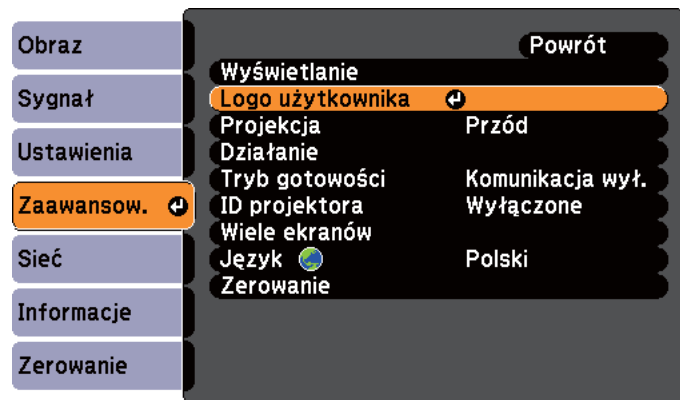 Obraz
Sygnał
Ustawienia
Zaawansow.
Sieć
Informacje
Zerowanie
Powrót
Wyświetlanie
Logo użytkownika
Projekcja Przód
Działanie
Tryb gotowości Komunikacja wył.
ID projektora Wyłączone
Wiele ekranów
Język Polski
Zerowanie